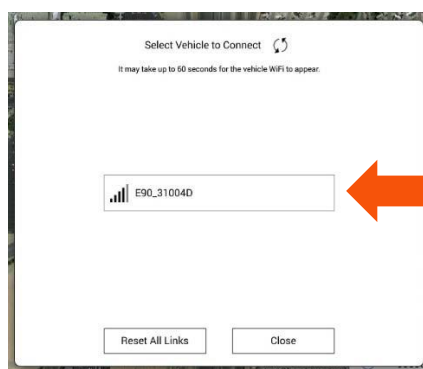 Select Vehicle to Connect
It may take up to 60 seconds for the vehicle WiFi to appear.
E90_31004D
Reset All Links
Close